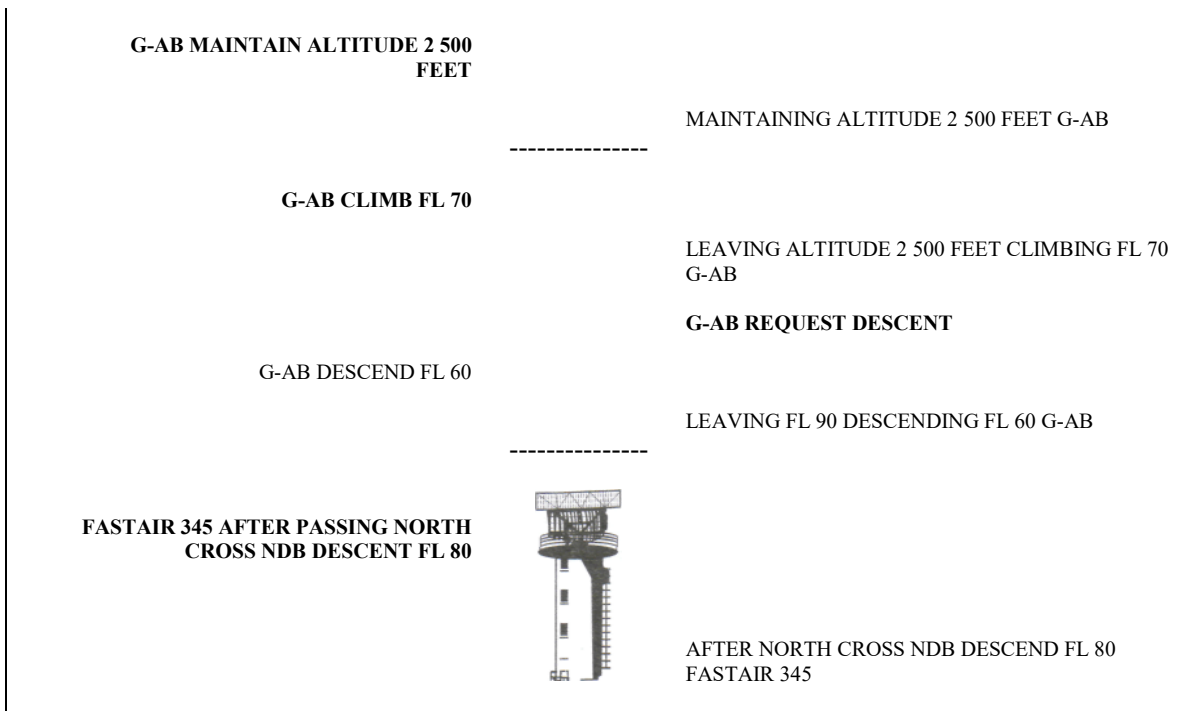 G-AB MAINTAIN ALTITUDE 2 500
FEET
MAINTAINING ALTITUDE 2 500 FEET G-AB
---------------
G-AB CLIMB FL 70
LEAVING ALTITUDE 2 500 FEET CLIMBING FL 70
G-AB
G-AB REQUEST DESCENT
G-AB DESCEND FL 60
LEAVING FL 90 DESCENDING FL 60 G-AB
---------------
FASTAIR 345 AFTER PASSING NORTH
CROSS NDB DESCENT FL 80
AFTER NORTH CROSS NDB DESCEND FL 80
FASTAIR 345